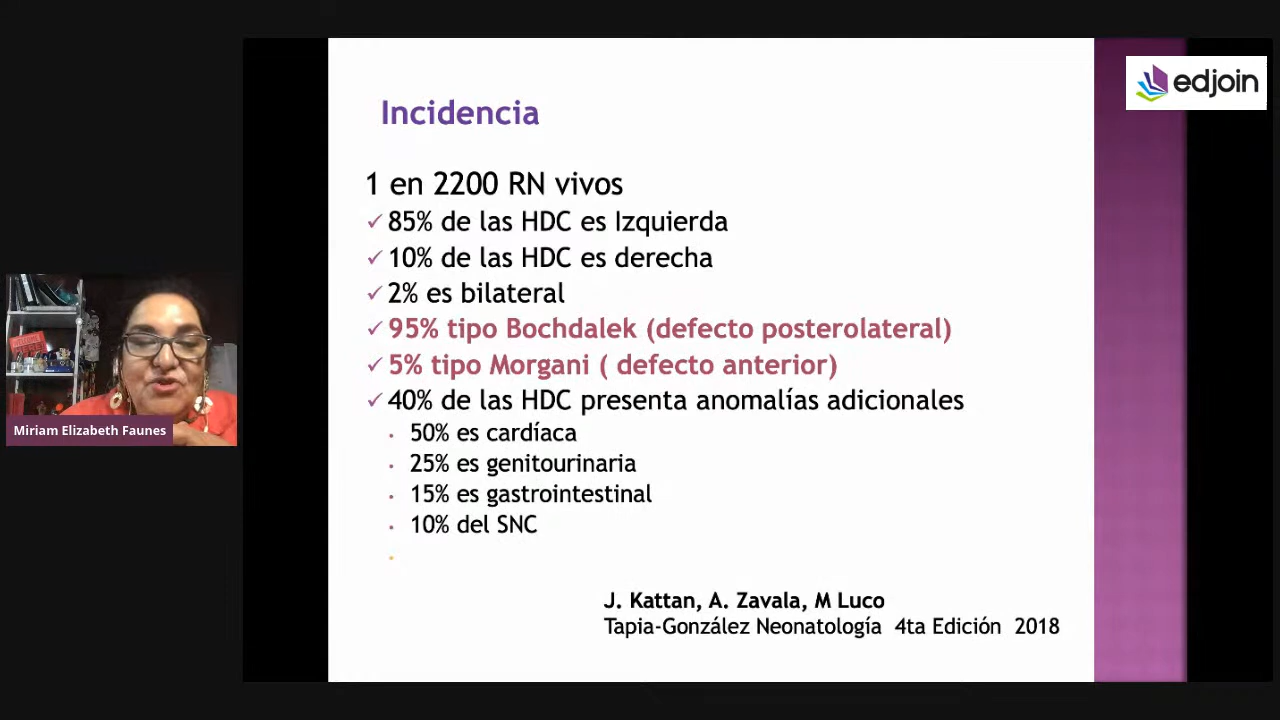 edjoin
Incidencia
1 en 2200 RN vivos
✓ 85% de las HDC es Izquierda
✓ 10% de las HDC es derecha
✓ 2% es bilateral
✓ 95% tipo Bochdalek (defecto posterolateral)
✓ 5% tipo Morgani ( defecto anterior)
✓ 40% de las HDC presenta anomalías adicionales
• 50% es cardíaca
• 25% es genitourinaria
• 15% es gastrointestinal
• 10% del SNC
J. Kattan, A. Zavala, M Luco
Tapia-González Neonatología 4ta Edición 2018
Miriam Elizabeth Faunes